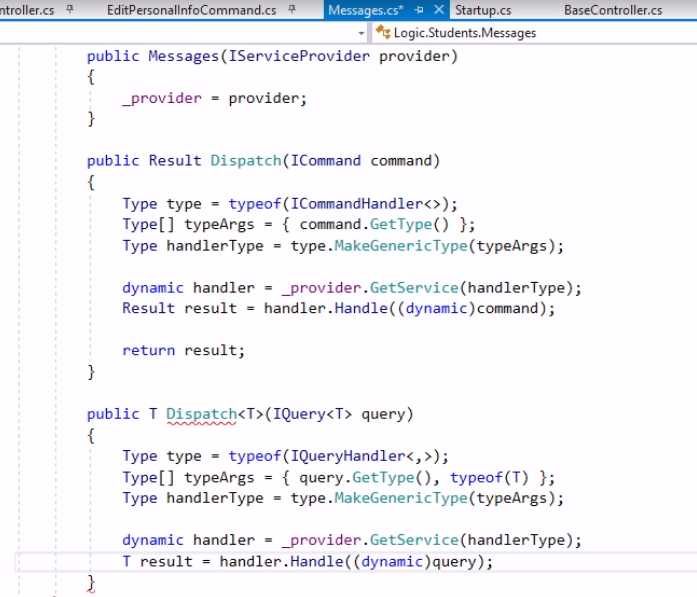 ntroller.cs EditPersonalInfoCommand.cs Messages.cs* Startup.cs BaseController.cs
Logic.Students.Messages
public Messages(IServiceProvider provider)
{
_provider = provider;
}
public Result Dispatch(ICommand command)
{
Type type = typeof(ICommandHandler<>);
Type[] typeArgs = { command.GetType() };
Type handlerType = type.MakeGenericType(typeArgs);
dynamic handler = _provider.GetService(handlerType);
Result result = handler.Handle((dynamic)command);
return result;
}
public T Dispatch<T>(IQuery<T> query)
{
Type type = typeof(IQueryHandler<,>);
Type[] typeArgs = { query.GetType(), typeof(T) };
Type handlerType = type.MakeGenericType(typeArgs);
dynamic handler = _provider.GetService(handlerType);
T result = handler.Handle((dynamic)query);
}